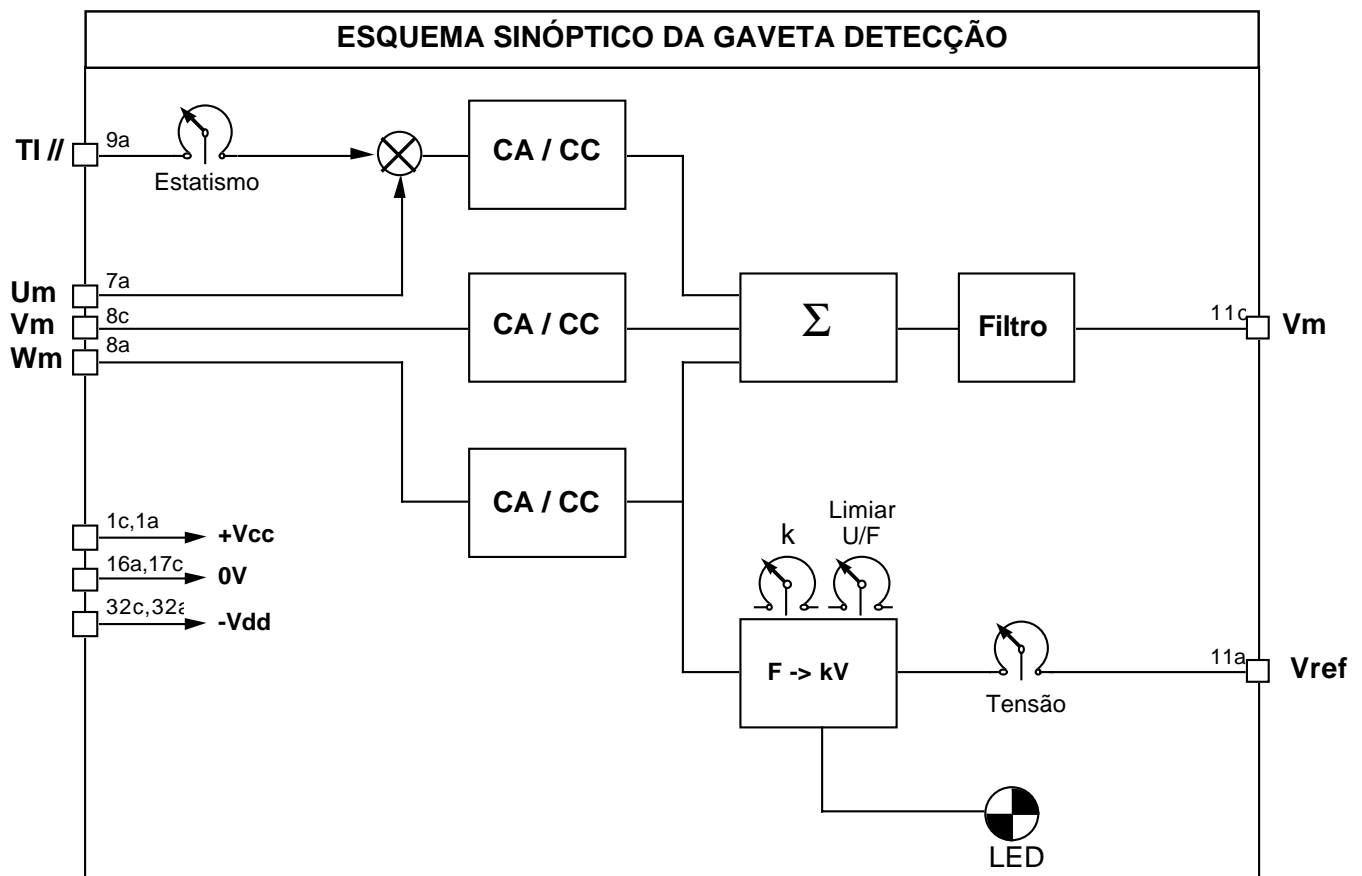 ESQUEMA SINÓPTICO DA GAVETA DETECÇÃO
TI //
9a
Estatismo
CA / CC
Um
7a
Vm
8c
CA / CC
Σ
Filtro
11c
Vm
Wm
8a
CA / CC
1c,1a
+Vcc
16a,17c
0V
32c,32a
-Vdd
k
Limiar
U/F
F -> kV
Tensão
11a
Vref
LED